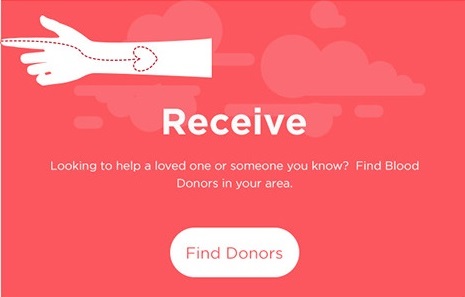 Receive
Looking to help a loved one or someone you know?  Find Blood
Donors in your area.
Find Donors